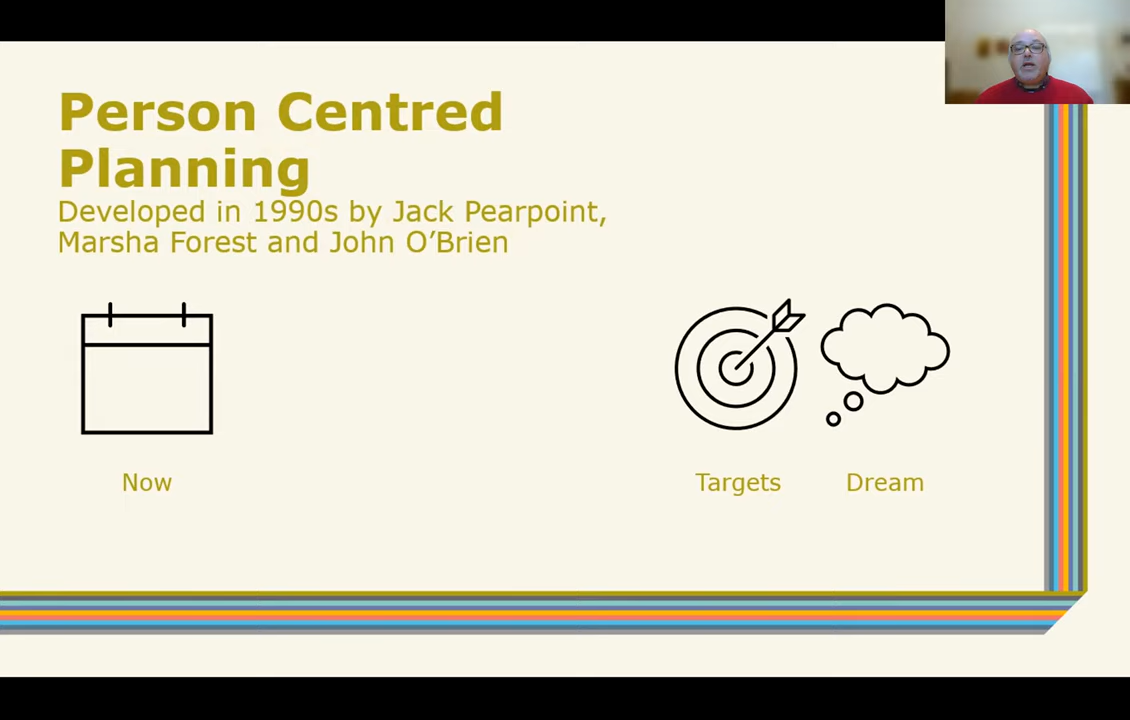 Person Centred
Planning
Developed in 1990s by Jack Pearpoint,
Marsha Forest and John O’Brien
Now
Targets
Dream